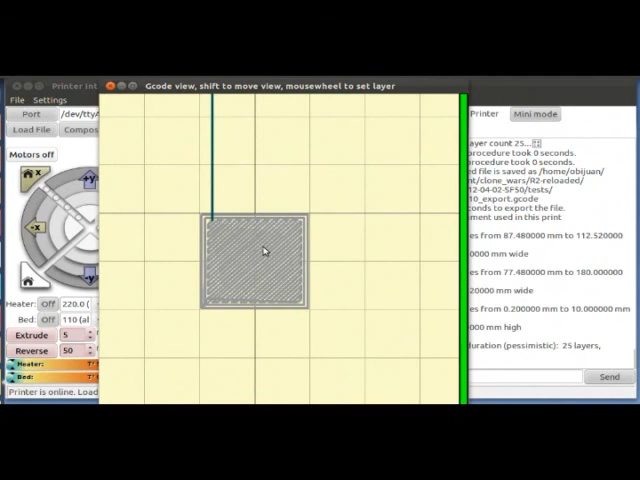 Printer Int
Gcode view, shift to move view, mousewheel to set layer
File Settings
Port /dev/ttyA
Printer Mini mode
Load File Compos
Motors off
x
+y
-x
-y
Heater: Off 220.0 (
Bed: Off 110 (al
Extrude 5
Reverse 50
Heater:
Bed:
Printer is online. Load
ayer count 25...
procedure took 0 seconds.
procedure took 0 seconds.
ed file is saved as /home/obijuan/
nt/clone_wars/R2-reloaded/
12-04-02-SF50/tests/
10_export.gcode
econds to export the file.
ment used in this print
es from 87.480000 mm to 112.520000
0000 mm wide
es from 77.480000 mm to 180.000000
20000 mm wide
es from 0.200000 mm to 10.000000 mm
000 mm high
duration (pessimistic): 25 layers,
Send